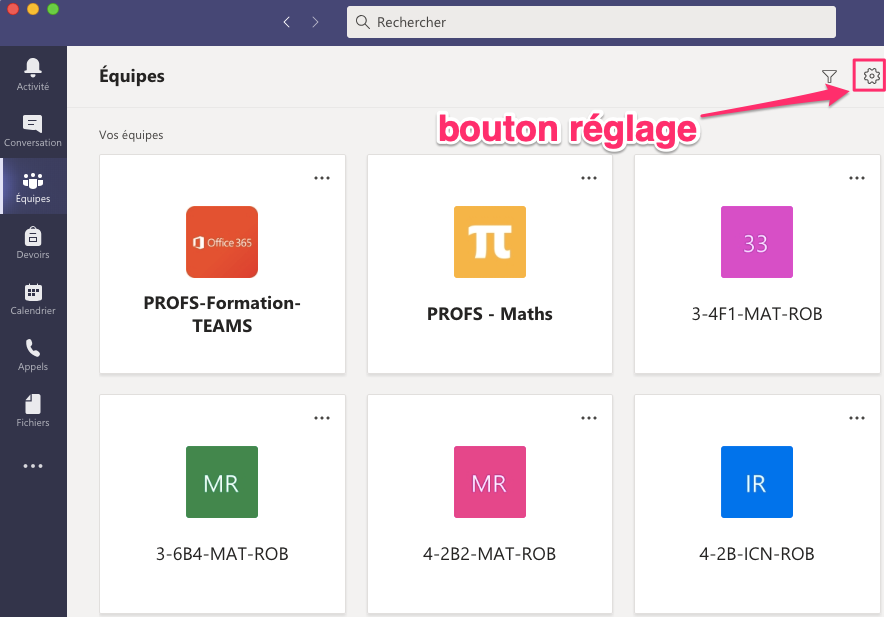 Rechercher
Activité
Conversation
Équipes
Devoirs
Calendrier
Appels
Fichiers
Équipes
bouton réglage
Vos équipes
Office 365
PROFS-Formation-
TEAMS
π
PROFS - Maths
33
3-4F1-MAT-ROB
MR
3-6B4-MAT-ROB
MR
4-2B2-MAT-ROB
IR
4-2B-ICN-ROB